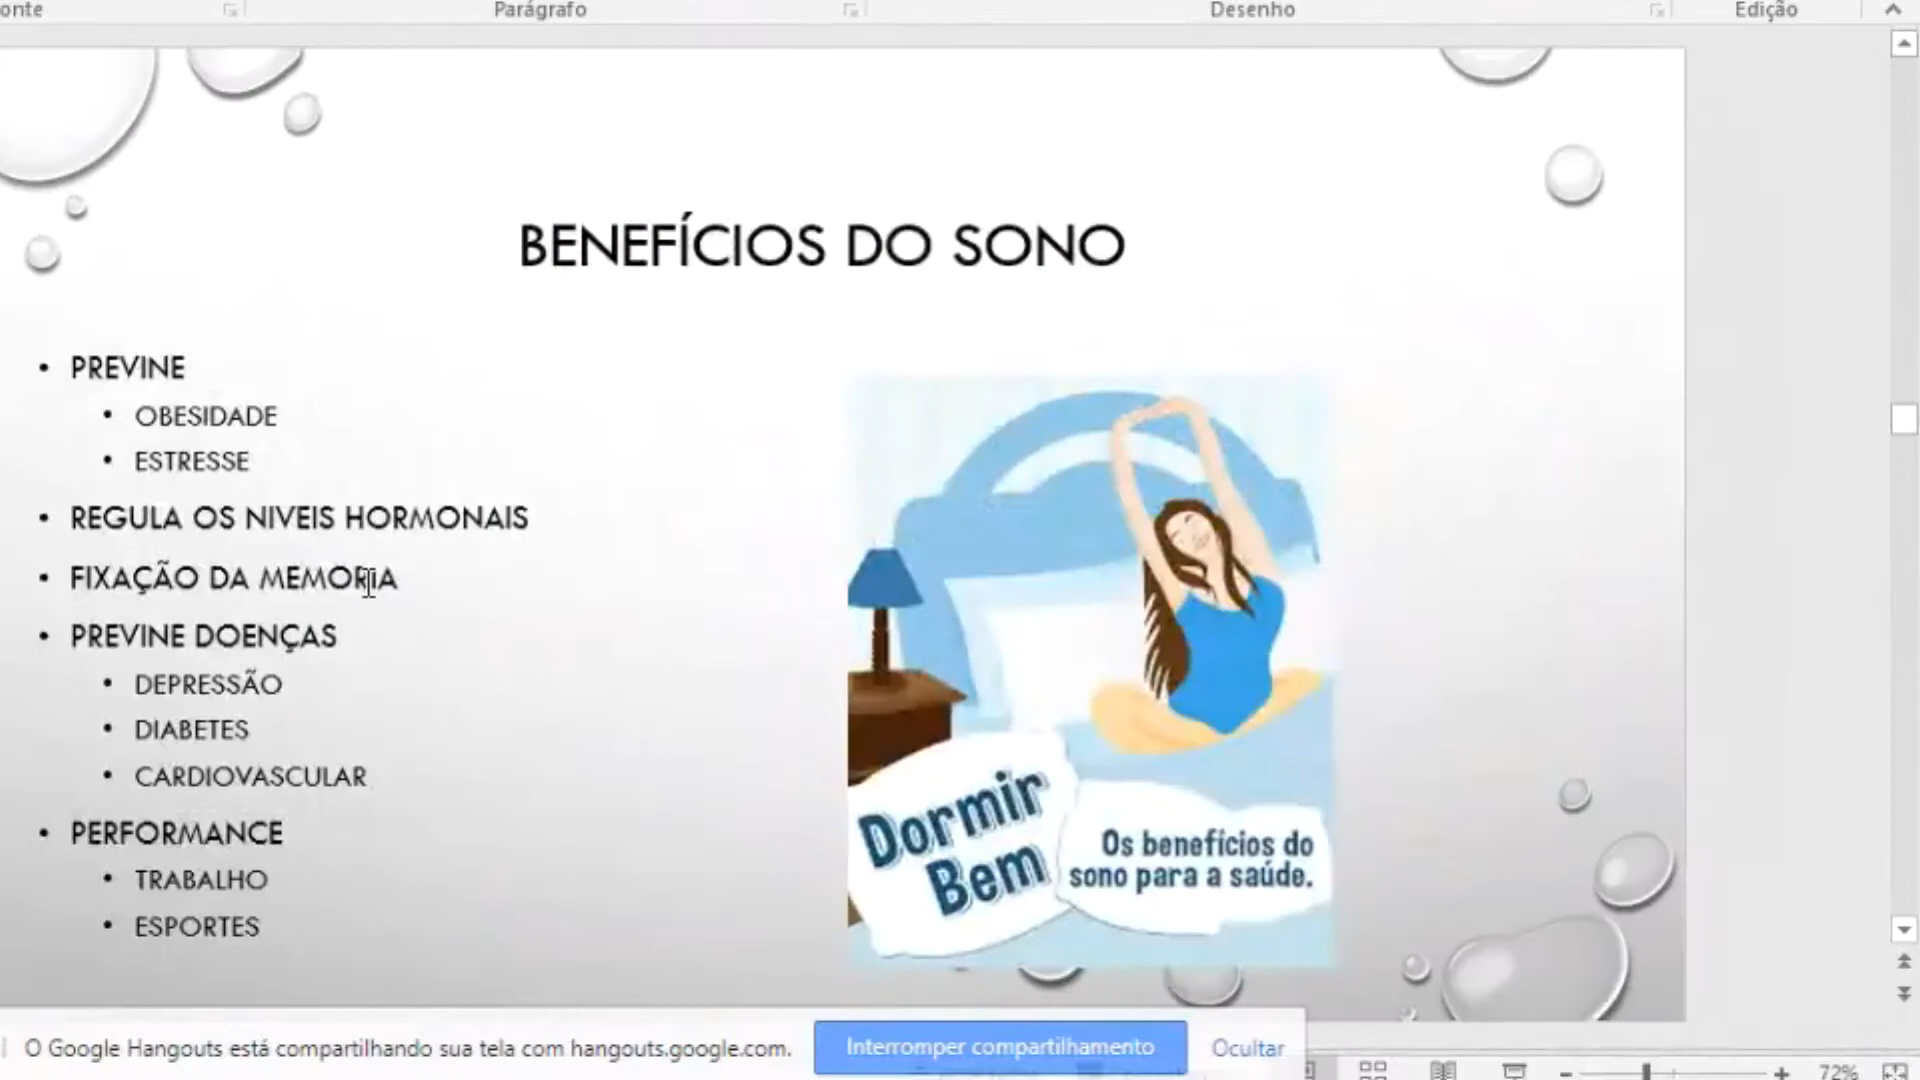 onte
Parágrafo
Desenho
Edição
BENEFÍCIOS DO SONO
• PREVINE
• OBESIDADE
• ESTRESSE
• REGULA OS NIVEIS HORMONAIS
• FIXAÇÃO DA MEMORIA
• PREVINE DOENÇAS
• DEPRESSÃO
• DIABETES
• CARDIOVASCULAR
• PERFORMANCE
• TRABALHO
• ESPORTES
Dormir
Bem
Os benefícios do
sono para a saúde.
O Google Hangouts está compartilhando sua tela com hangouts.google.com.
Interromper compartilhamento
Ocultar
72%